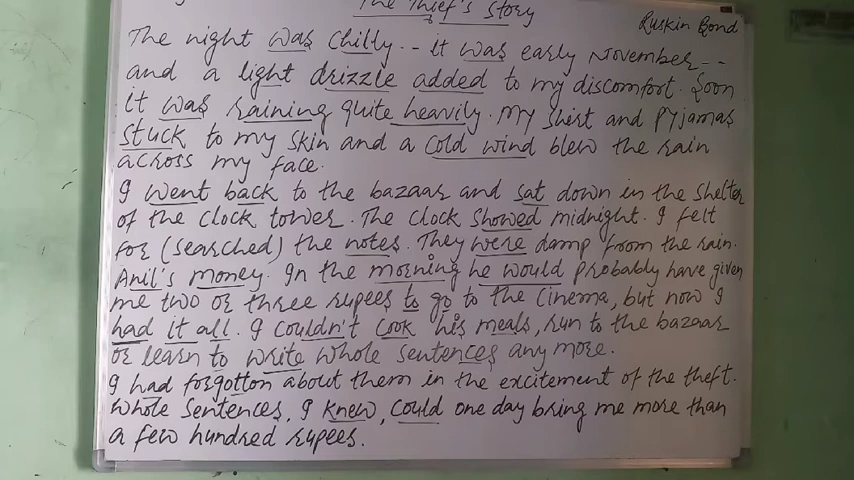 The Thief's Story
Ruskin Bond
The night was chilly-- it was early November--
and a light drizzle added to my discomfort. Soon
it was raining quite heavily. My shirt and pyjamas
stuck to my skin and a cold wind blew the rain
across my face.
I went back to the bazaar and sat down in the shelter
of the clock tower. The clock showed midnight. I felt
for (searched) the notes. They were damp from the rain.
Anil's money. In the morning he would probably have given
me two or three rupees to go to the cinema, but now I
had it all. I couldn't cook his meals, run to the bazaar
or learn to write whole sentences any more.
I had forgotton about them in the excitement of the theft.
Whole sentences, I knew, could one day bring me more than
a few hundred rupees.